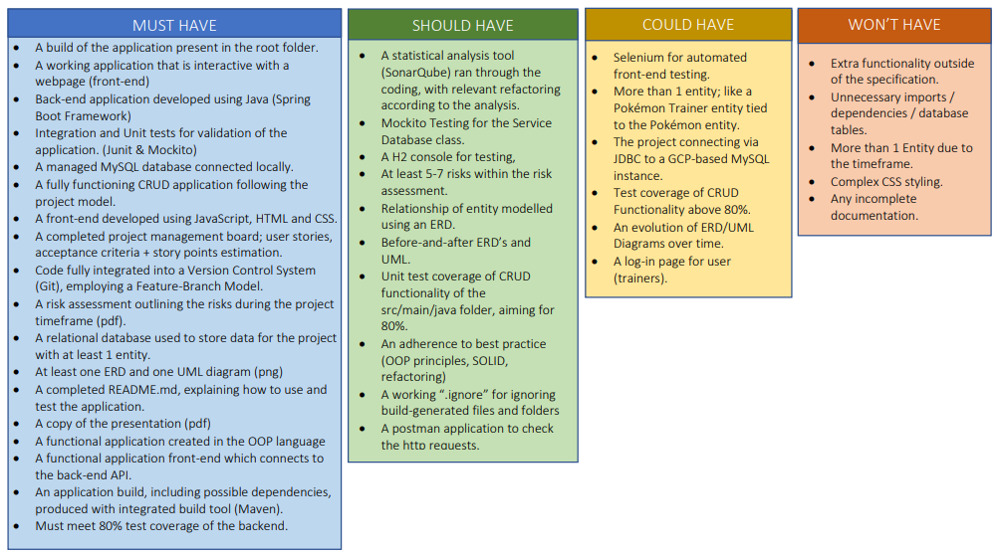 MUST HAVE
• A build of the application present in the root folder.
• A working application that is interactive with a
webpage (front-end)
• Back-end application developed using Java (Spring
Boot Framework)
• Integration and Unit tests for validation of the
application. (Junit & Mockito)
• A managed MySQL database connected locally.
• A fully functioning CRUD application following the
project model.
• A front-end developed using JavaScript, HTML and CSS.
• A completed project management board; user stories,
acceptance criteria + story points estimation.
• Code fully integrated into a Version Control System
(Git), employing a Feature-Branch Model.
• A risk assessment outlining the risks during the project
timeframe (pdf).
• A relational database used to store data for the project
with at least 1 entity.
• At least one ERD and one UML diagram (png)
• A completed README.md, explaining how to use and
test the application.
• A copy of the presentation (pdf)
• A functional application created in the OOP language
• A functional application front-end which connects to
the back-end API.
• An application build, including possible dependencies,
produced with integrated build tool (Maven).
• Must meet 80% test coverage of the backend.
SHOULD HAVE
• A statistical analysis tool
(SonarQube) ran through the
coding, with relevant refactoring
according to the analysis.
• Mockito Testing for the Service
Database class.
• A H2 console for testing,
• At least 5-7 risks within the risk
assessment.
• Relationship of entity modelled
using an ERD.
• Before-and-after ERD’s and
UML.
• Unit test coverage of CRUD
functionality of the
src/main/java folder, aiming for
80%.
• An adherence to best practice
(OOP principles, SOLID,
refactoring)
• A working “.ignore” for ignoring
build-generated files and folders
• A postman application to check
the http requests.
COULD HAVE
• Selenium for automated
front-end testing.
• More than 1 entity; like a
Pokémon Trainer entity tied
to the Pokémon entity.
• The project connecting via
JDBC to a GCP-based MySQL
instance.
• Test coverage of CRUD
Functionality above 80%.
• An evolution of ERD/UML
Diagrams over time.
• A log-in page for user
(trainers).
WON’T HAVE
• Extra functionality outside
of the specification.
• Unnecessary imports /
dependencies / database
tables.
• More than 1 Entity due to
the timeframe.
• Complex CSS styling.
• Any incomplete
documentation.